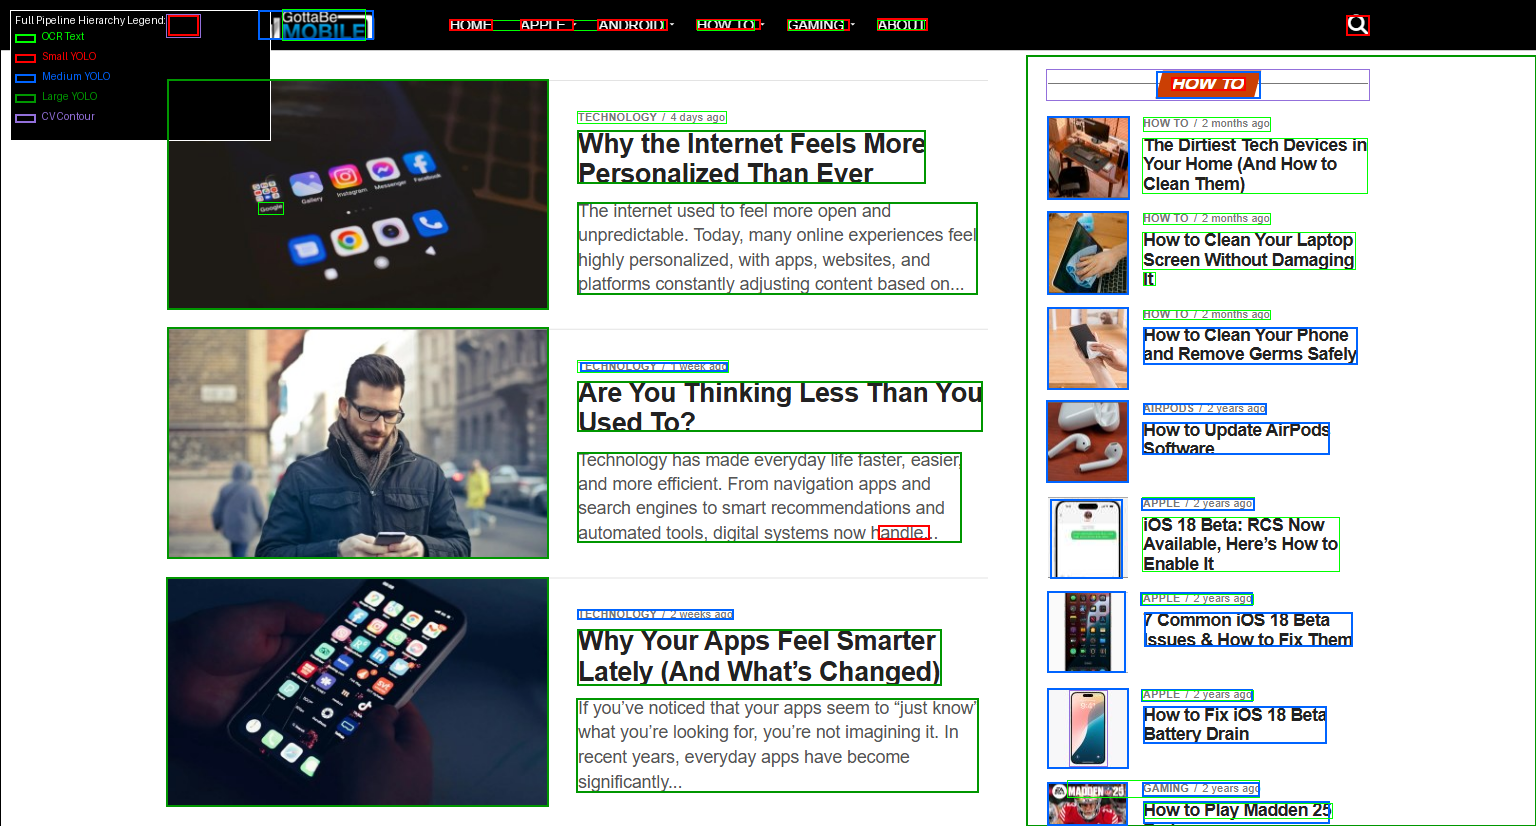 Full Pipeline Hierarchy Legend:
OCR Text
Small YOLO
Medium YOLO
Large YOLO
CV Contour
GottaBe
MOBILE
HOME APPLE ANDROID HOW TO GAMING ABOUT
TECHNOLOGY / 4 days ago
Why the Internet Feels More
Personalized Than Ever
The internet used to feel more open and
unpredictable. Today, many online experiences feel
highly personalized, with apps, websites, and
platforms constantly adjusting content based on...
Gallery
Instagram
Messenger
Facebook
Google
TECHNOLOGY / 1 week ago
Are You Thinking Less Than You
Used To?
Technology has made everyday life faster, easier,
and more efficient. From navigation apps and
search engines to smart recommendations and
automated tools, digital systems now handle...
TECHNOLOGY / 2 weeks ago
Why Your Apps Feel Smarter
Lately (And What’s Changed)
If you’ve noticed that your apps seem to “just know”
what you’re looking for, you’re not imagining it. In
recent years, everyday apps have become
significantly...
HOW TO
HOW TO / 2 months ago
The Dirtiest Tech Devices in
Your Home (And How to
Clean Them)
HOW TO / 2 months ago
How to Clean Your Laptop
Screen Without Damaging
It
HOW TO / 2 months ago
How to Clean Your Phone
and Remove Germs Safely
AIRPODS / 2 years ago
How to Update AirPods
Software
APPLE / 2 years ago
iOS 18 Beta: RCS Now
Available, Here’s How to
Enable It
APPLE / 2 years ago
7 Common iOS 18 Beta
Issues & How to Fix Them
APPLE / 2 years ago
How to Fix iOS 18 Beta
Battery Drain
GAMING / 2 years ago
How to Play Madden 25
EA MADDEN 25